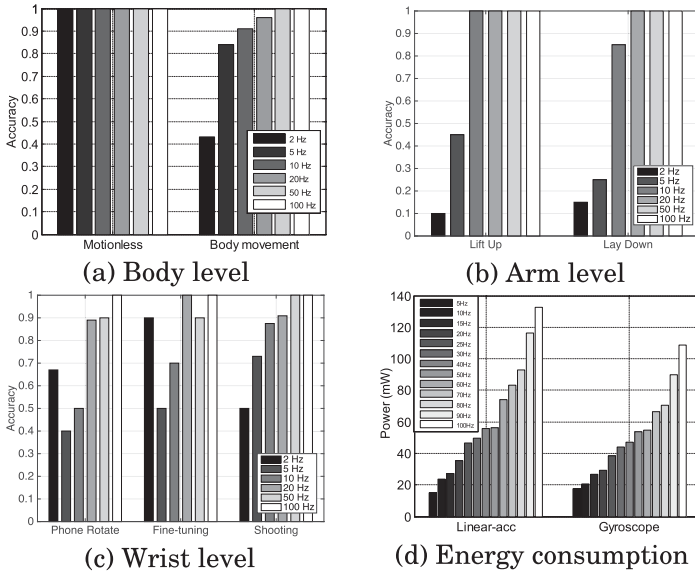 1
0.9
0.8
0.7
0.6
0.5
0.4
0.3
0.2
0.1
0
Accuracy
2 Hz
5 Hz
10 Hz
20Hz
50 Hz
100 Hz
Motionless
Body movement
(a) Body level
1
0.9
0.8
0.7
0.6
0.5
0.4
0.3
0.2
0.1
0
Accuracy
2 Hz
5 Hz
10 Hz
20 Hz
50 Hz
100 Hz
Lift Up
Lay Down
(b) Arm level
1
0.9
0.8
0.7
0.6
0.5
0.4
0.3
0.2
0.1
0
Accuracy
2 Hz
5 Hz
10 Hz
20 Hz
50 Hz
100 Hz
Phone Rotate
Fine-tuning
Shooting
(c) Wrist level
140
120
100
80
60
40
20
0
Power (mW)
5Hz
10Hz
15Hz
20Hz
25Hz
30Hz
40Hz
50Hz
60Hz
70Hz
80Hz
90Hz
100Hz
Linear-acc
Gyroscope
(d) Energy consumption